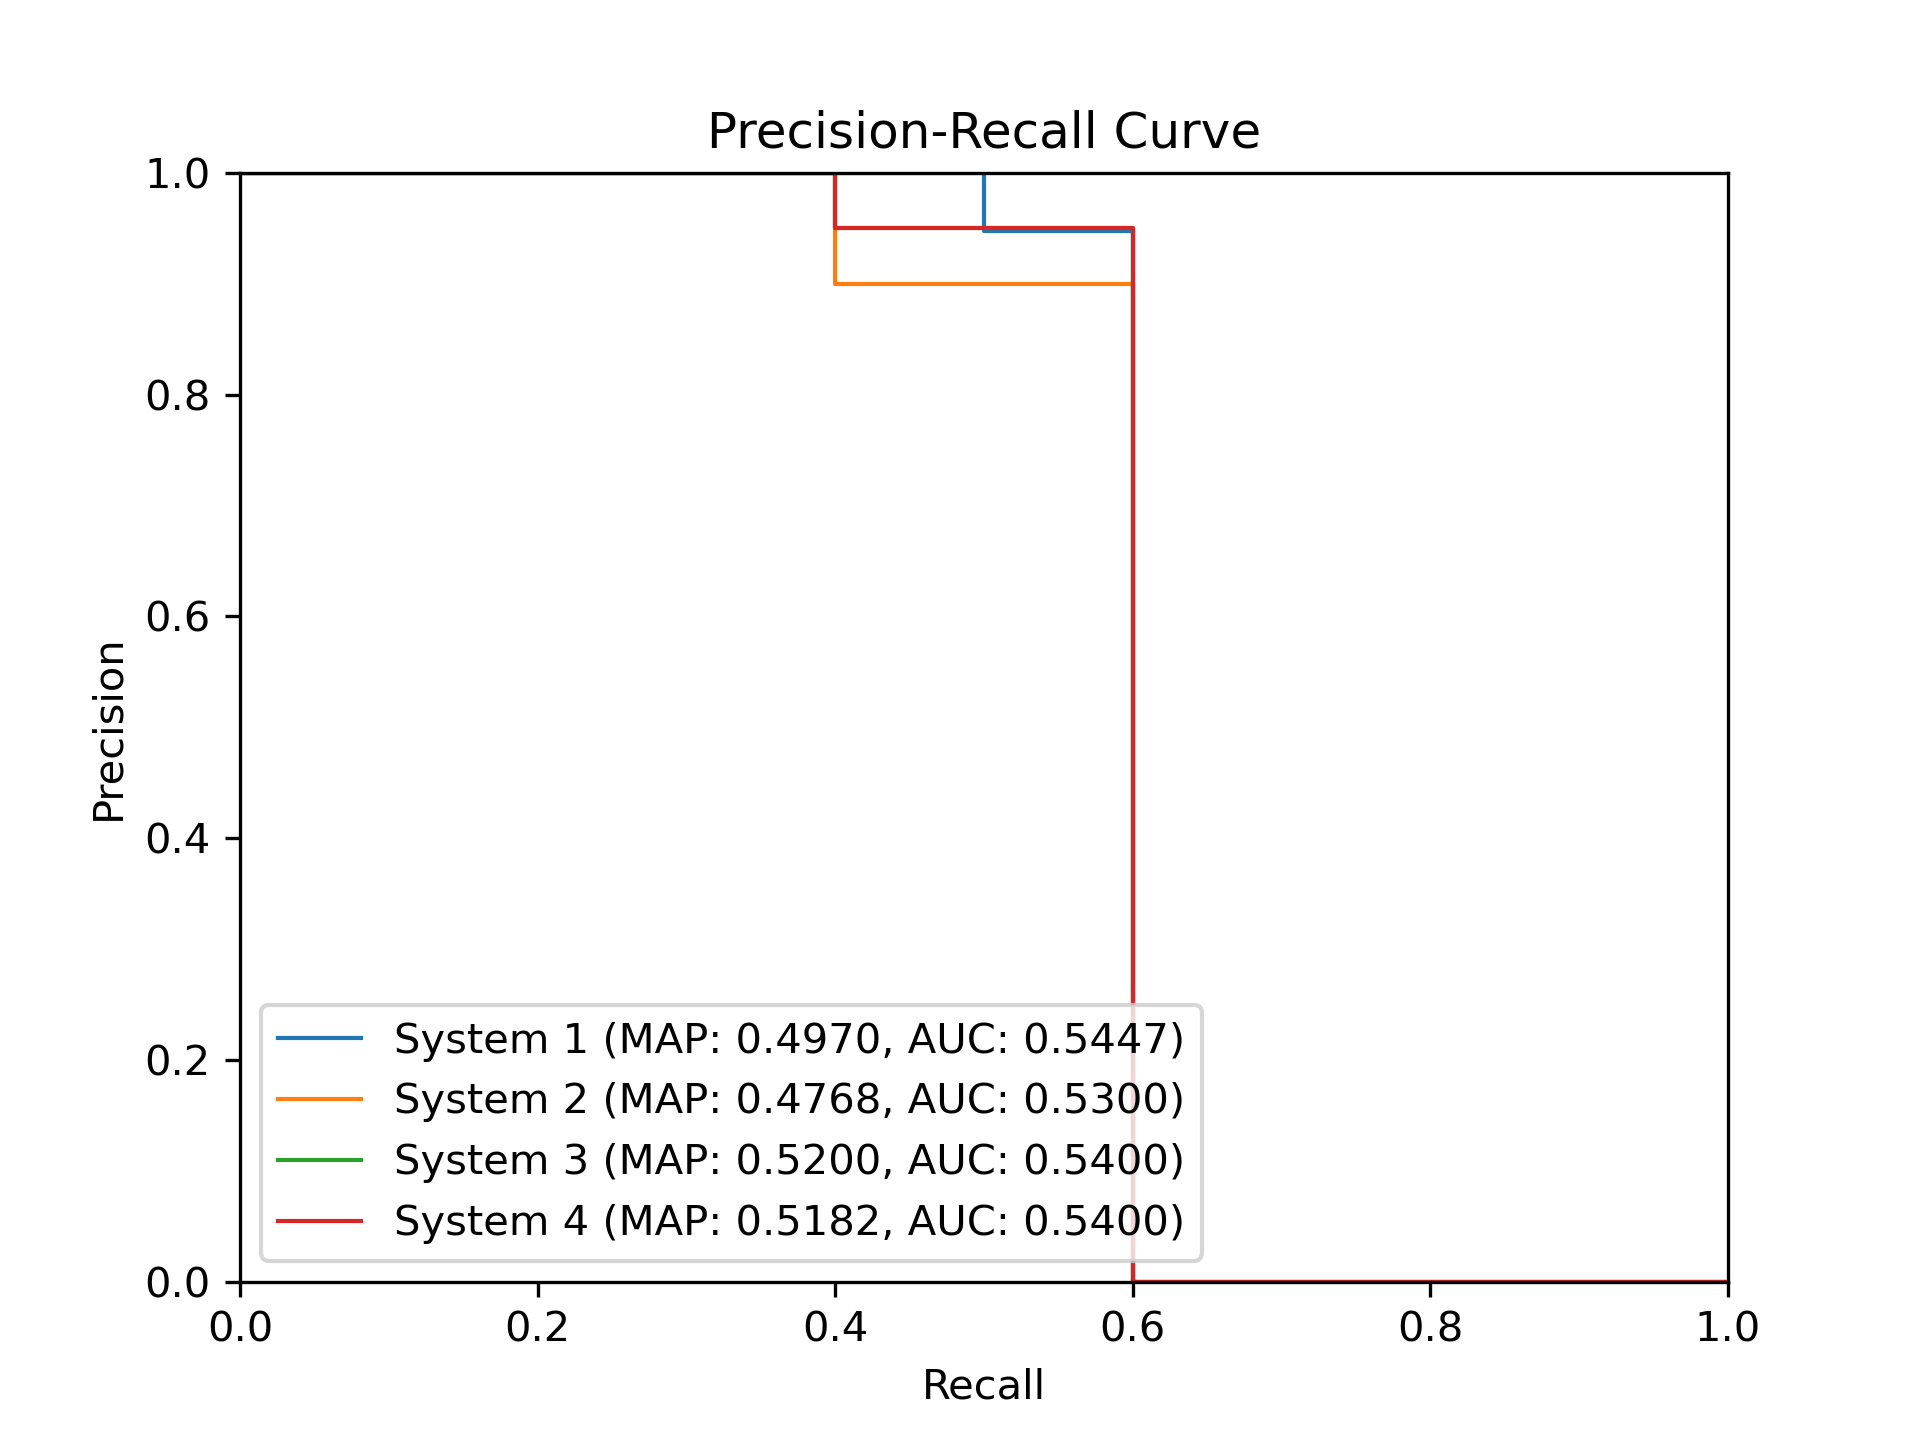 Precision-Recall Curve
1.0
0.8
0.6
0.4
0.2
0.0
Precision
System 1 (MAP: 0.4970, AUC: 0.5447)
System 2 (MAP: 0.4768, AUC: 0.5300)
System 3 (MAP: 0.5200, AUC: 0.5400)
System 4 (MAP: 0.5182, AUC: 0.5400)
0.0 0.2 0.4 0.6 0.8 1.0
Recall